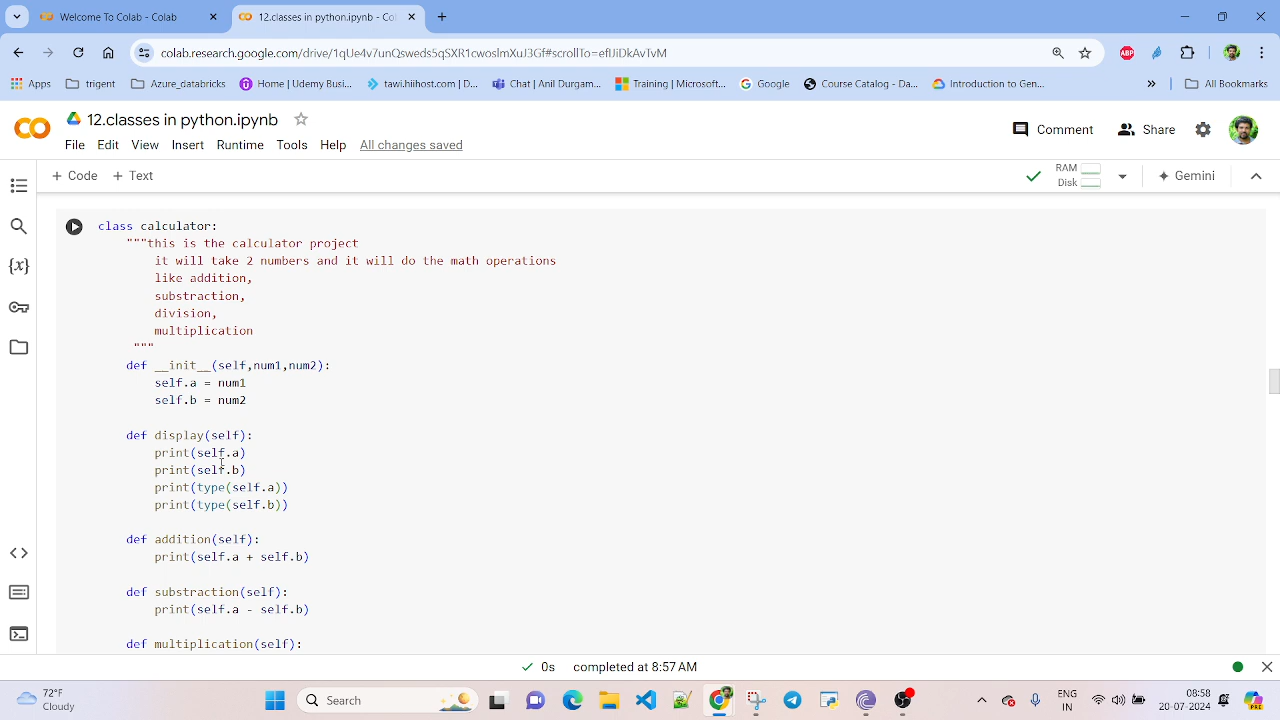 Welcome To Colab - Colab
12.classes in python.ipynb - Co
colab.research.google.com/drive/1qUe4v7unQsweds5qSXR1cwosImXuJ3Gf#scrollTo=efIJiDkAvTvM
Apps
trigent
Azure_databricks
Home | Udemy Busi...
tawi.hiihost.com | D...
Chat | Anil Durgam...
Training | Microsoft...
Google
Course Catalog - Da...
Introduction to Gen...
»
All Bookmarks
12.classes in python.ipynb
Comment
Share
File Edit View Insert Runtime Tools Help All changes saved
+ Code + Text
RAM
Disk
Gemini
class calculator:
"""this is the calculator project
it will take 2 numbers and it will do the math operations
like addition,
substraction,
division,
multiplication
"""
def __init__(self,num1,num2):
self.a = num1
self.b = num2
def display(self):
print(self.a)
print(self.b)
print(type(self.a))
print(type(self.b))
def addition(self):
print(self.a + self.b)
def substraction(self):
print(self.a - self.b)
def multiplication(self):
0s completed at 8:57 AM
72°F
Cloudy
Search
ENG
IN
08:58
20-07-2024